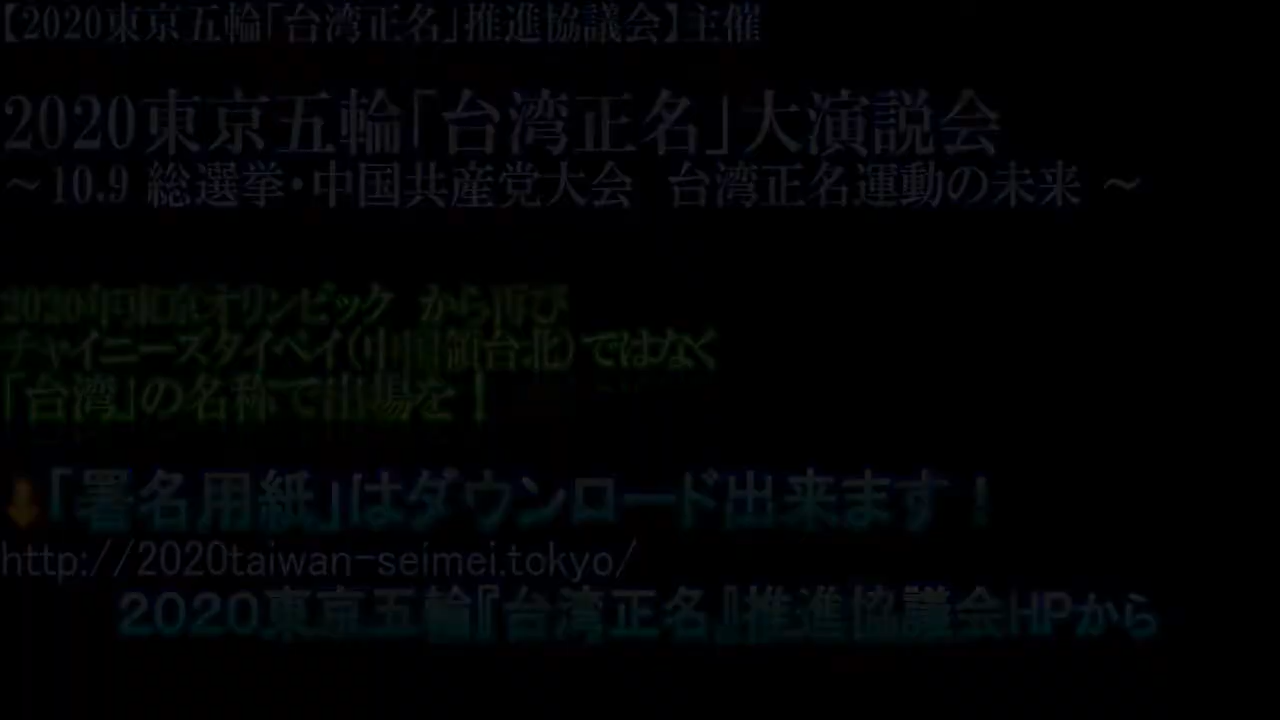 【2020東京五輪「台湾正名」推進協議会】主催
2020東京五輪「台湾正名」大演説会
～10.9 総選挙・中国共産党大会 台湾正名運動の未来 ～
2020年東京オリンピック から再び
チャイニースタイペイ(中国領台北)ではなく
「台湾」の名称で出場を!
⬇「署名用紙」はダウンロード出来ます!
http://2020taiwan-seimei.tokyo/
2020東京五輪『台湾正名』推進協議会HPから